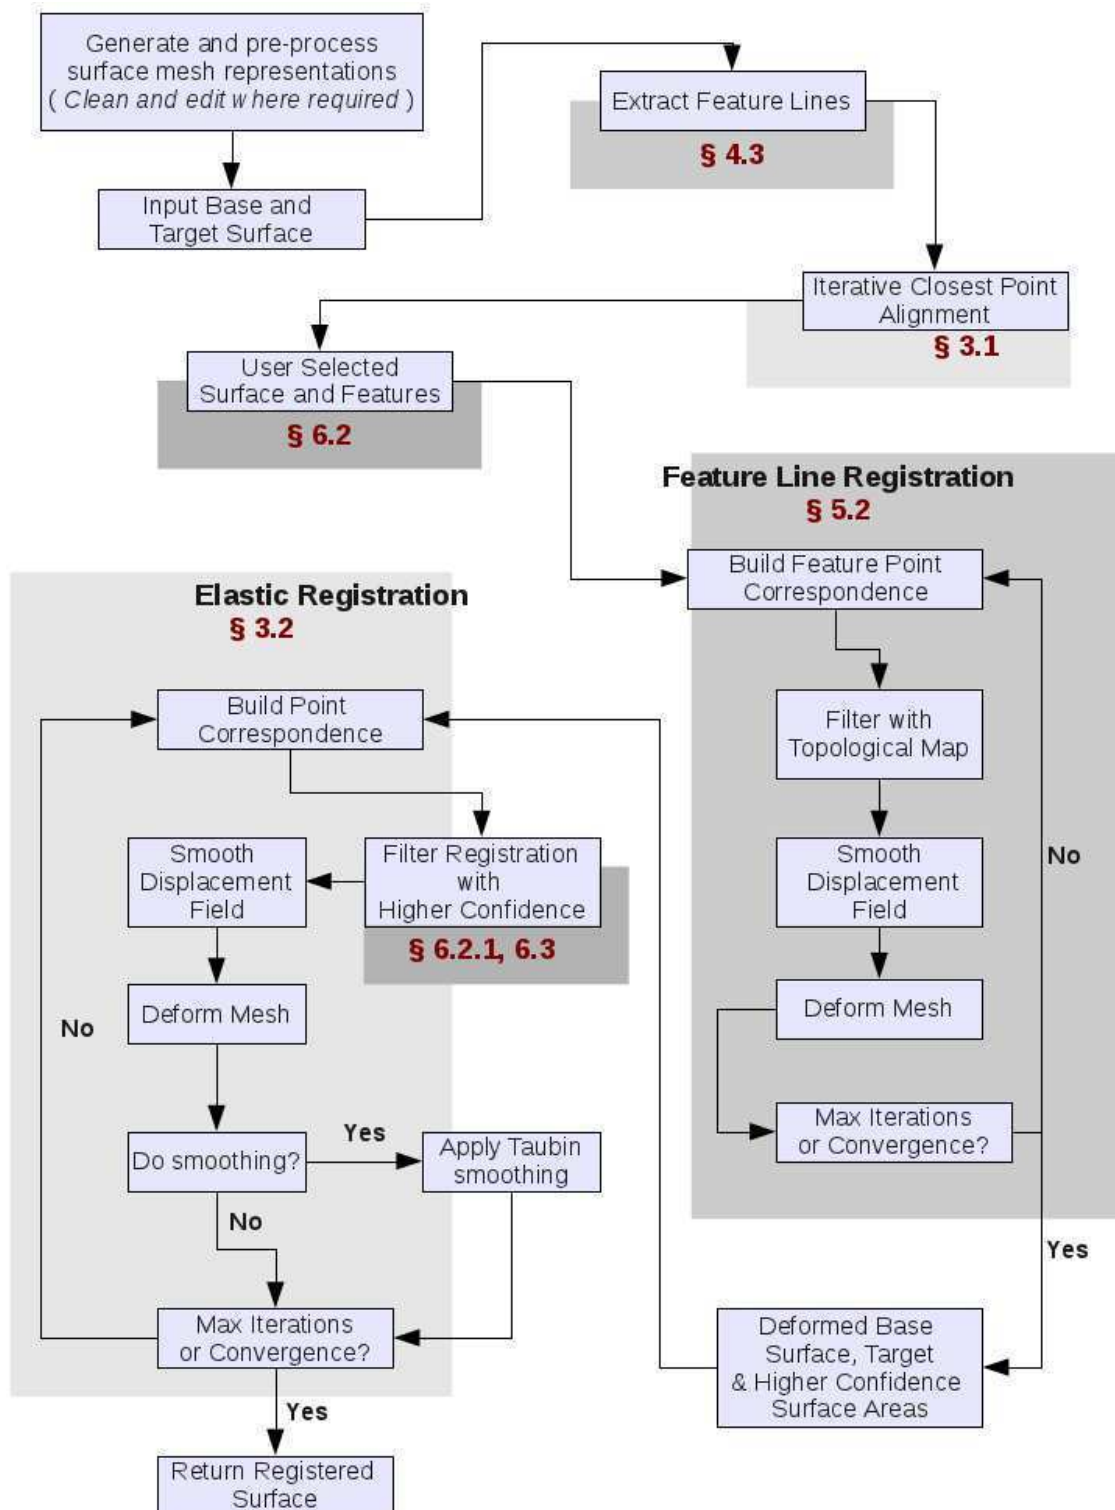 Generate and pre-process
surface mesh representations
( Clean and edit where required )
Extract Feature Lines
§ 4.3
Input Base and
Target Surface
Iterative Closest Point
Alignment
§ 3.1
User Selected
Surface and Features
§ 6.2
Feature Line Registration
§ 5.2
Build Feature Point
Correspondence
Filter with
Topological Map
Smooth
Displacement
Field
No
Deform Mesh
Max Iterations
or Convergence?
Yes
Deformed Base
Surface, Target
& Higher Confidence
Surface Areas
Elastic Registration
§ 3.2
Build Point
Correspondence
Filter Registration
with
Higher Confidence
§ 6.2.1, 6.3
Smooth
Displacement
Field
Deform Mesh
No
Do smoothing?
Yes
Apply Taubin
smoothing
No
Max Iterations
or Convergence?
Yes
Return Registered
Surface